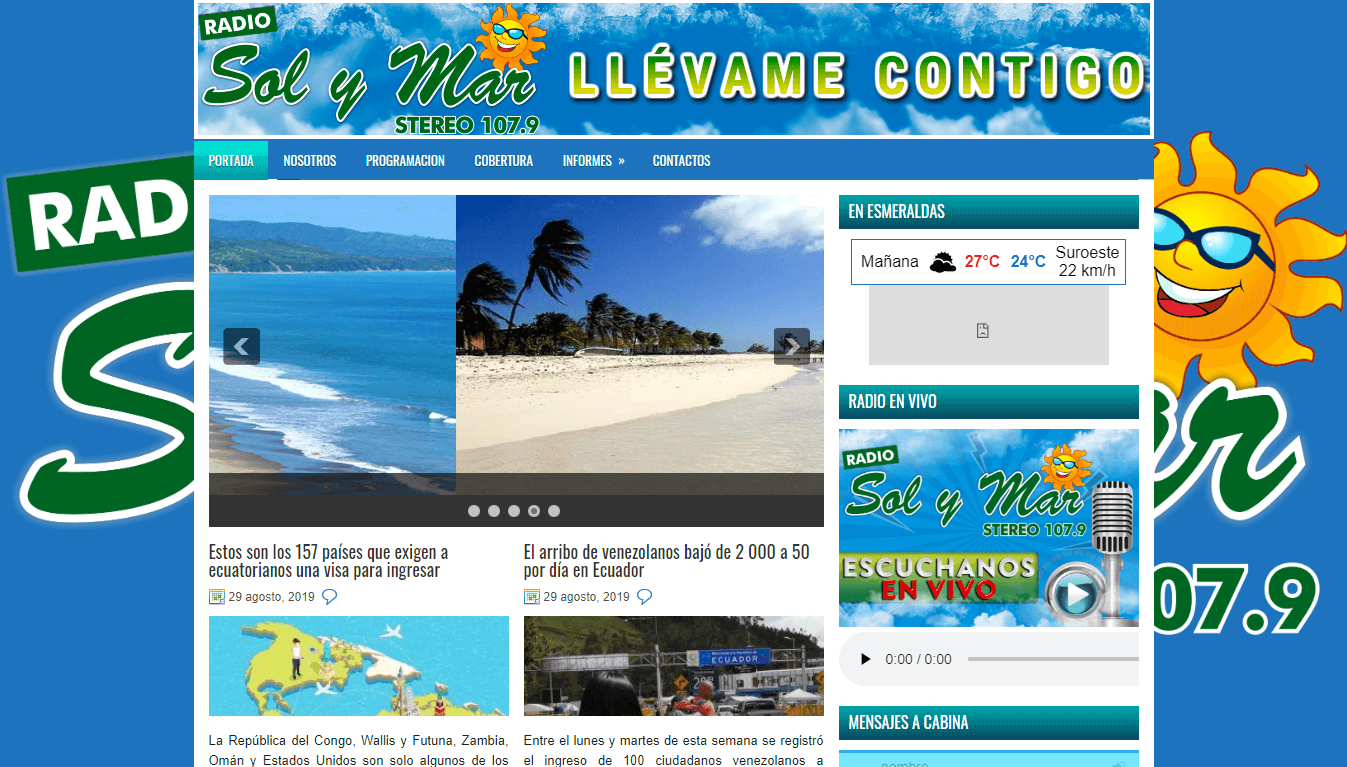 RADIO
Sol y Mar
STEREO 107.9
LLÉVAME CONTIGO
PORTADA NOSOTROS PROGRAMACION COBERTURA INFORMES » CONTACTOS
RAD
S
ar
07.9
EN ESMERALDAS
Mañana 27°C 24°C Suroeste
22 km/h
RADIO EN VIVO
RADIO
Sol y Mar
STEREO 107.9
ESCUCHANOS
EN VIVO
0:00 / 0:00
MENSAJES A CABINA
nombre
Estos son los 157 países que exigen a
ecuatorianos una visa para ingresar
29 agosto, 2019
La República del Congo, Wallis y Futuna, Zambia,
Omán y Estados Unidos son solo algunos de los
El arribo de venezolanos bajó de 2 000 a 50
por día en Ecuador
29 agosto, 2019
ECUADOR
Entre el lunes y martes de esta semana se registró
el ingreso de 100 ciudadanos venezolanos a